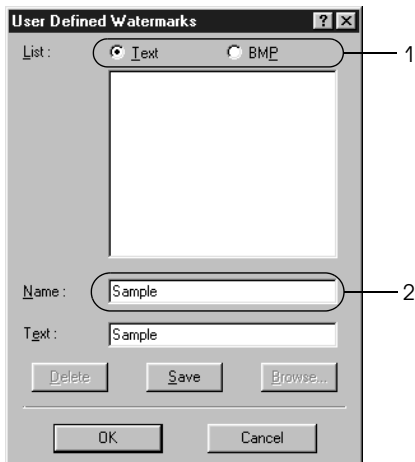 User Defined Watermarks
List : Text BMP 1
Name : Sample 2
Text : Sample
Delete Save Browse...
OK Cancel